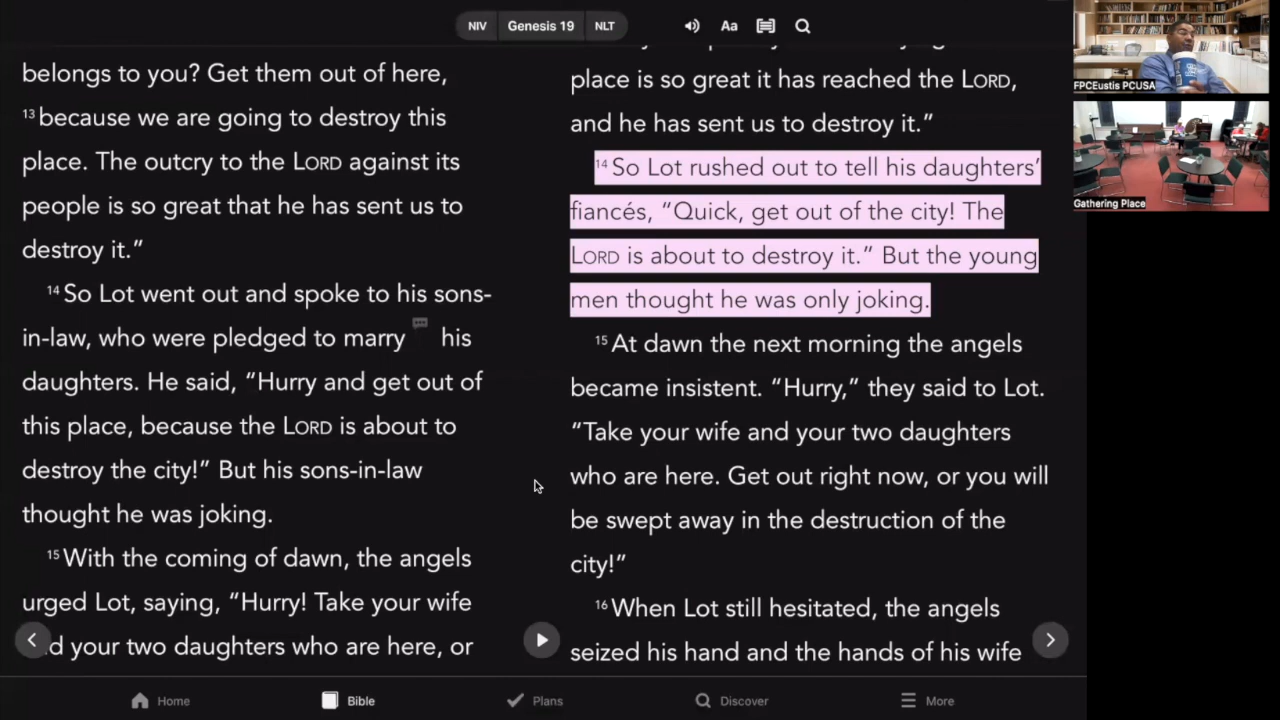 NIV Genesis 19 NLT Aa
belongs to you? Get them out of here,
13 because we are going to destroy this
place. The outcry to the LORD against its
people is so great that he has sent us to
destroy it.”
14 So Lot went out and spoke to his sons-
in-law, who were pledged to marry his
daughters. He said, “Hurry and get out of
this place, because the LORD is about to
destroy the city!” But his sons-in-law
thought he was joking.
15 With the coming of dawn, the angels
urged Lot, saying, “Hurry! Take your wife
your two daughters who are here, or
place is so great it has reached the LORD,
and he has sent us to destroy it.”
14 So Lot rushed out to tell his daughters’
fiancés, “Quick, get out of the city! The
LORD is about to destroy it.” But the young
men thought he was only joking.
15 At dawn the next morning the angels
became insistent. “Hurry,” they said to Lot.
“Take your wife and your two daughters
who are here. Get out right now, or you will
be swept away in the destruction of the
city!”
16 When Lot still hesitated, the angels
seized his hand and the hands of his wife
Home Bible Plans Discover More
FPCEustis PCUSA
Gathering Place